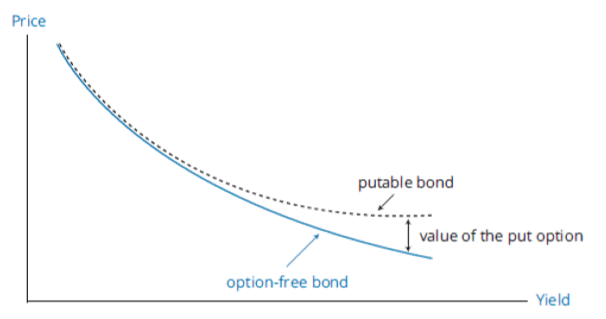 Price
putable bond
value of the put option
option-free bond
Yield